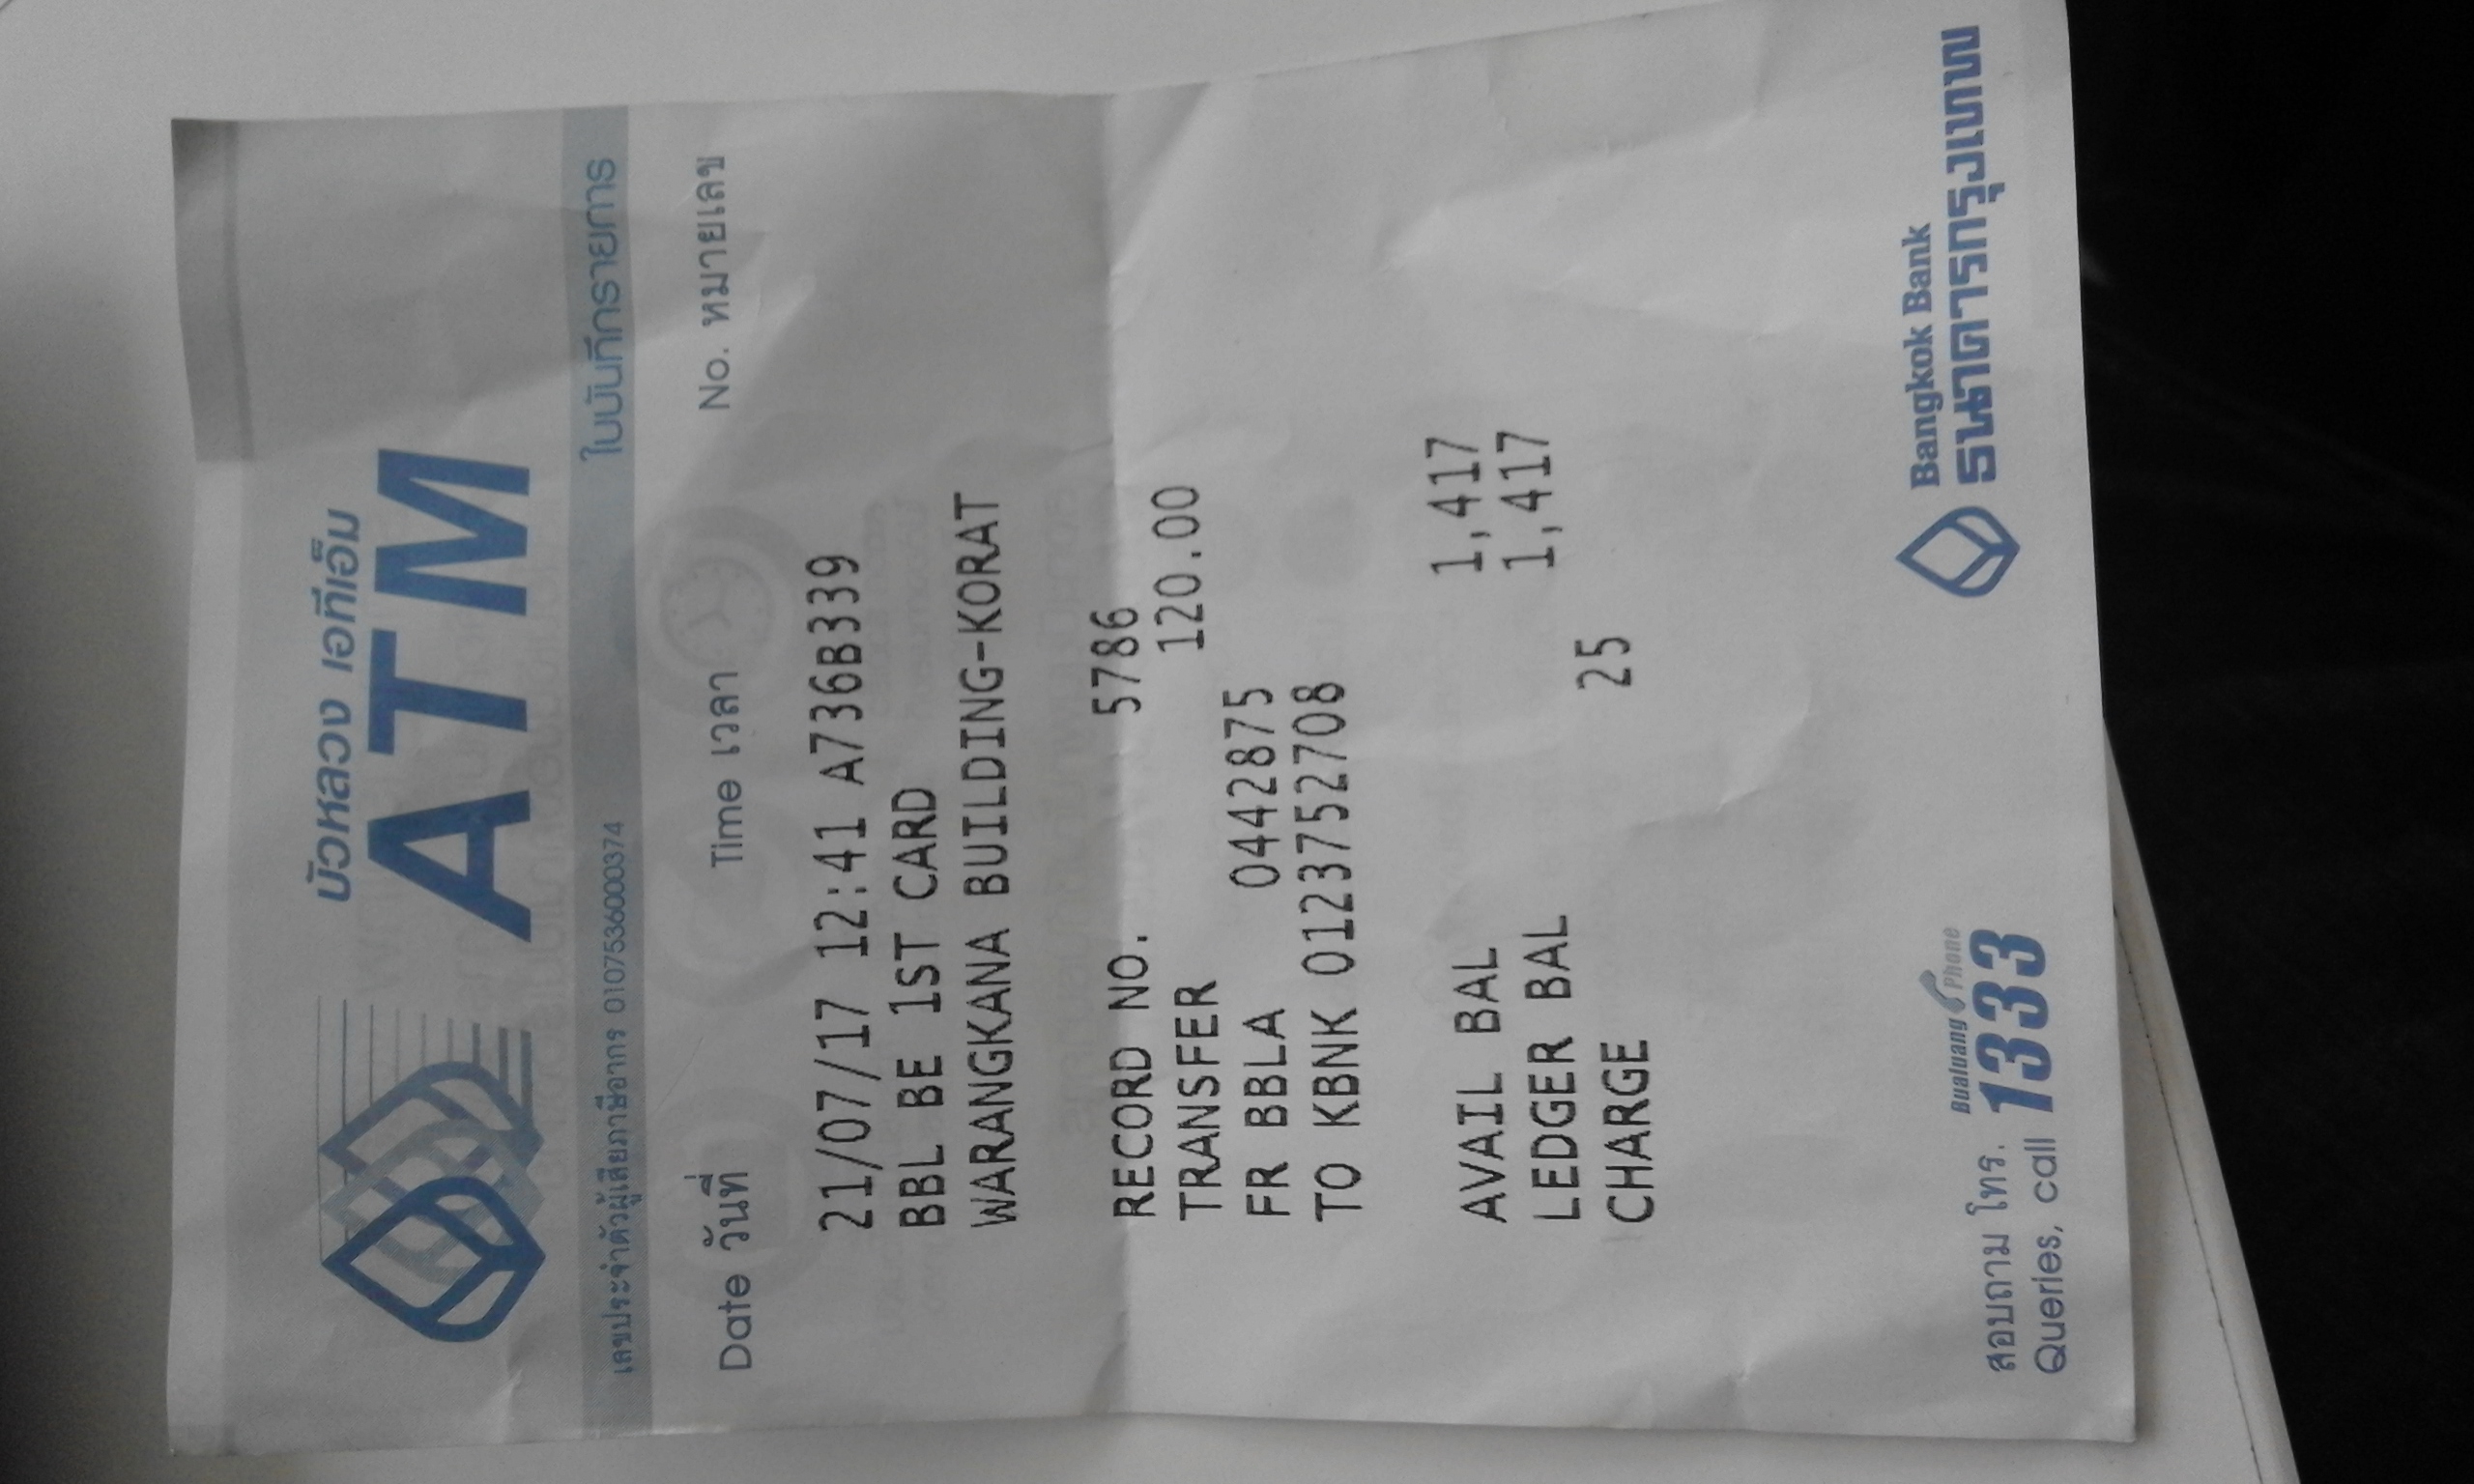 บัวหลวง เอทีเอ็ม
ATM
เลขประจำตัวผู้เสียภาษีอากร 0107536000374 ใบบันทึกรายการ
Date วันที่ Time เวลา No. หมายเลข
21/07/17 12:41 A736B339
BBL BE 1ST CARD
WARANGKANA BUILDING-KORAT
RECORD NO. 5786
TRANSFER 120.00
FR BBLA 0442875
TO KBNK 0123752708
AVAIL BAL 1,417
LEDGER BAL 1,417
CHARGE 25
Bualuang Phone
สอบถาม โทร. 1333
Queries, call
Bangkok Bank
ธนาคารกรุงเทพ